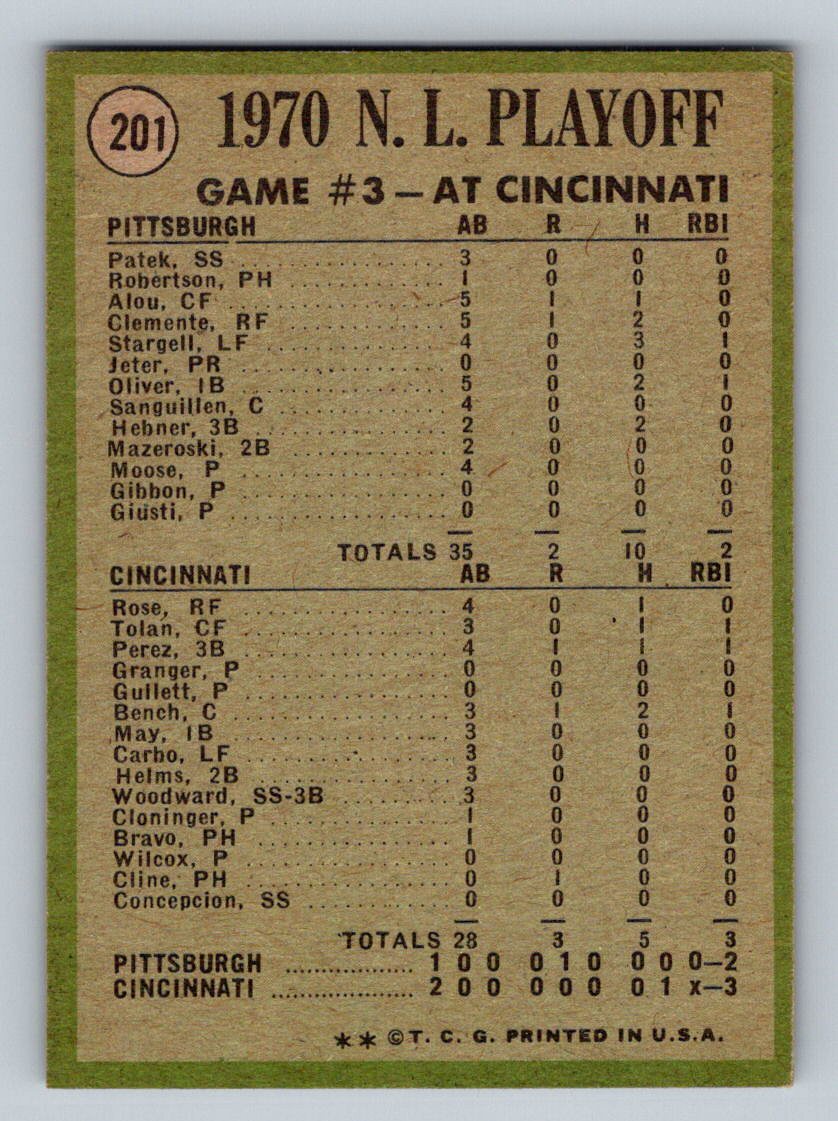 201 1970 N. L. PLAYOFF
GAME #3 — AT CINCINNATI
PITTSBURGH AB R H RBI
Patek, SS .................. 3 0 0 0
Robertson, PH ............. 1 0 0 0
Alou, CF .................. 5 1 1 0
Clemente, RF .............. 5 1 2 0
Stargell, LF .............. 4 0 3 1
Jeter, PR ................. 0 0 0 0
Oliver, 1B ................ 5 0 2 1
Sanguillen, C ............. 4 0 0 0
Hebner, 3B ................ 2 0 2 0
Mazeroski, 2B ............. 2 0 0 0
Moose, P .................. 4 0 0 0
Gibbon, P ................. 0 0 0 0
Giusti, P ................. 0 0 0 0
TOTALS 35 2 10 2
CINCINNATI AB R H RBI
Rose, RF .................. 4 0 1 0
Tolan, CF ................. 3 0 1 1
Perez, 3B ................. 4 1 1 1
Granger, P ................ 0 0 0 0
Gullett, P ................ 0 0 0 0
Bench, C .................. 3 1 2 1
May, 1B ................... 3 0 0 0
Carbo, LF ................. 3 0 0 0
Helms, 2B ................. 3 0 0 0
Woodward, SS-3B ........... 3 0 0 0
Cloninger, P .............. 1 0 0 0
Bravo, PH ................. 1 0 0 0
Wilcox, P ................. 0 0 0 0
Cline, PH ................. 0 1 0 0
Concepcion, SS ............ 0 0 0 0
TOTALS 28 3 5 3
PITTSBURGH .................. 1 0 0 0 1 0 0 0 0—2
CINCINNATI .................. 2 0 0 0 0 0 0 1 x—3
** ©T. C. G. PRINTED IN U.S.A.